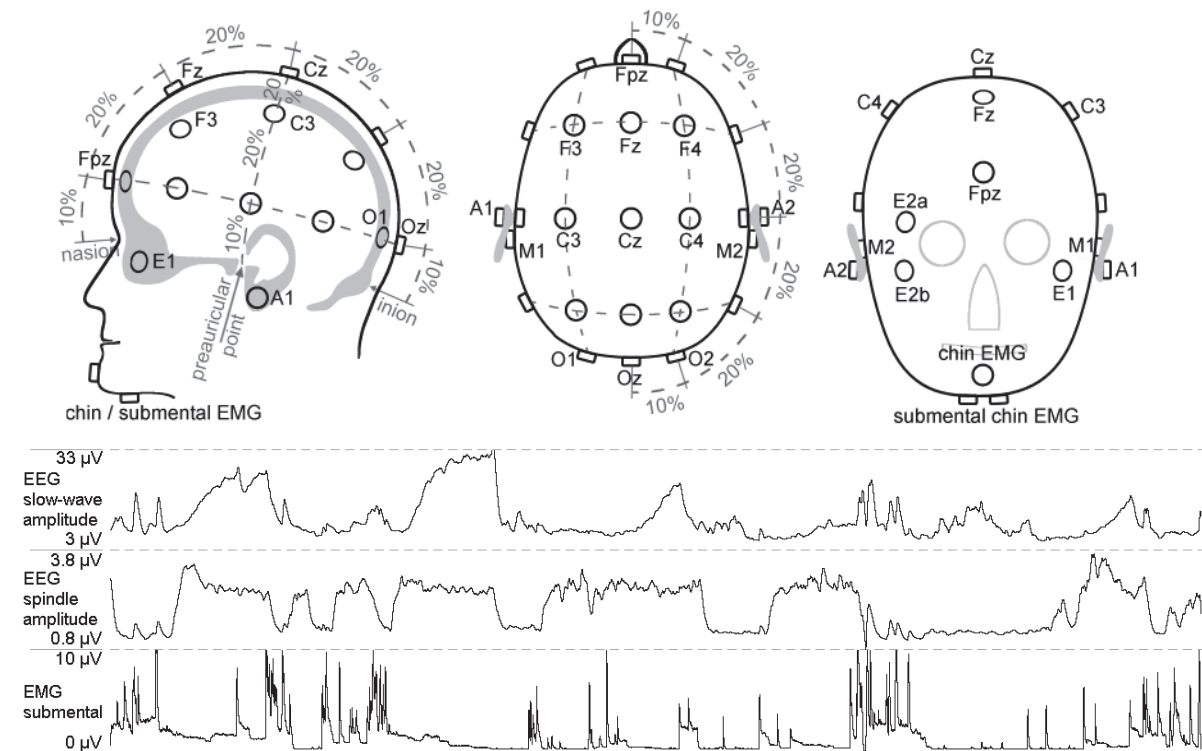 20%
20%
Fz
Cz
20%
20%
F3
C3
20%
20%
Fpz
10%
20%
O1
Oz
nasion
E1
10%
10%
A1
preauricular
point
inion
chin / submental EMG
10%
20%
Fpz
F3
Fz
F4
20%
A1
A2
C3
Cz
C4
M1
M2
20%
O1
O2
Oz
20%
10%
Cz
C4
C3
Fz
Fpz
E2a
M2
M1
A2
A1
E2b
E1
chin EMG
submental chin EMG
33 µV
EEG
slow-wave
amplitude
3 µV
3.8 µV
EEG
spindle
amplitude
0.8 µV
10 µV
EMG
submental
0 µV